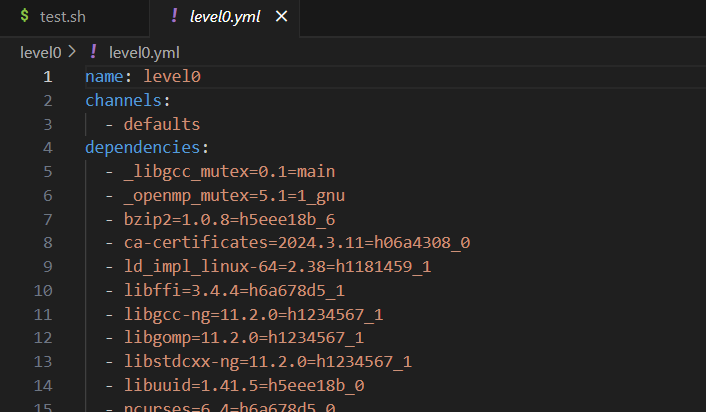 $ test.sh ! level0.yml ×
level0 > ! level0.yml
1 name: level0
2 channels:
3 - defaults
4 dependencies:
5 - _libgcc_mutex=0.1=main
6 - _openmp_mutex=5.1=1_gnu
7 - bzip2=1.0.8=h5eee18b_6
8 - ca-certificates=2024.3.11=h06a4308_0
9 - ld_impl_linux-64=2.38=h1181459_1
10 - libffi=3.4.4=h6a678d5_1
11 - libgcc-ng=11.2.0=h1234567_1
12 - libgomp=11.2.0=h1234567_1
13 - libstdcxx-ng=11.2.0=h1234567_1
14 - libuuid=1.41.5=h5eee18b_0
15 - ncurses=6.4=h6a678d5_0